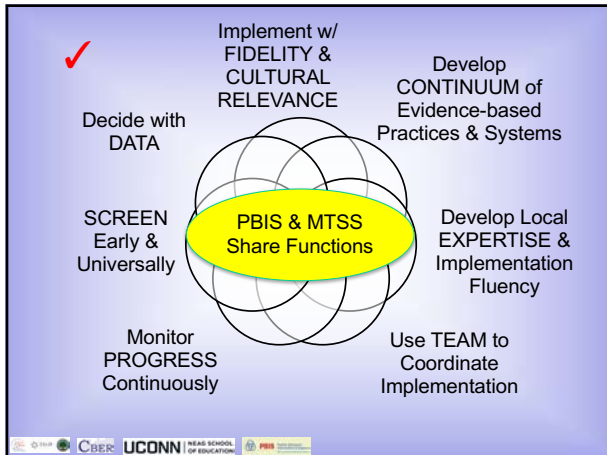 Implement w/
FIDELITY &
CULTURAL
RELEVANCE
Develop
CONTINUUM of
Evidence-based
Practices & Systems
Develop Local
EXPERTISE &
Implementation
Fluency
Use TEAM to
Coordinate
Implementation
Monitor
PROGRESS
Continuously
SCREEN
Early &
Universally
Decide with
DATA
PBIS & MTSS
Share Functions
CBER
UCONN
NEAG SCHOOL
OF EDUCATION
PBIS